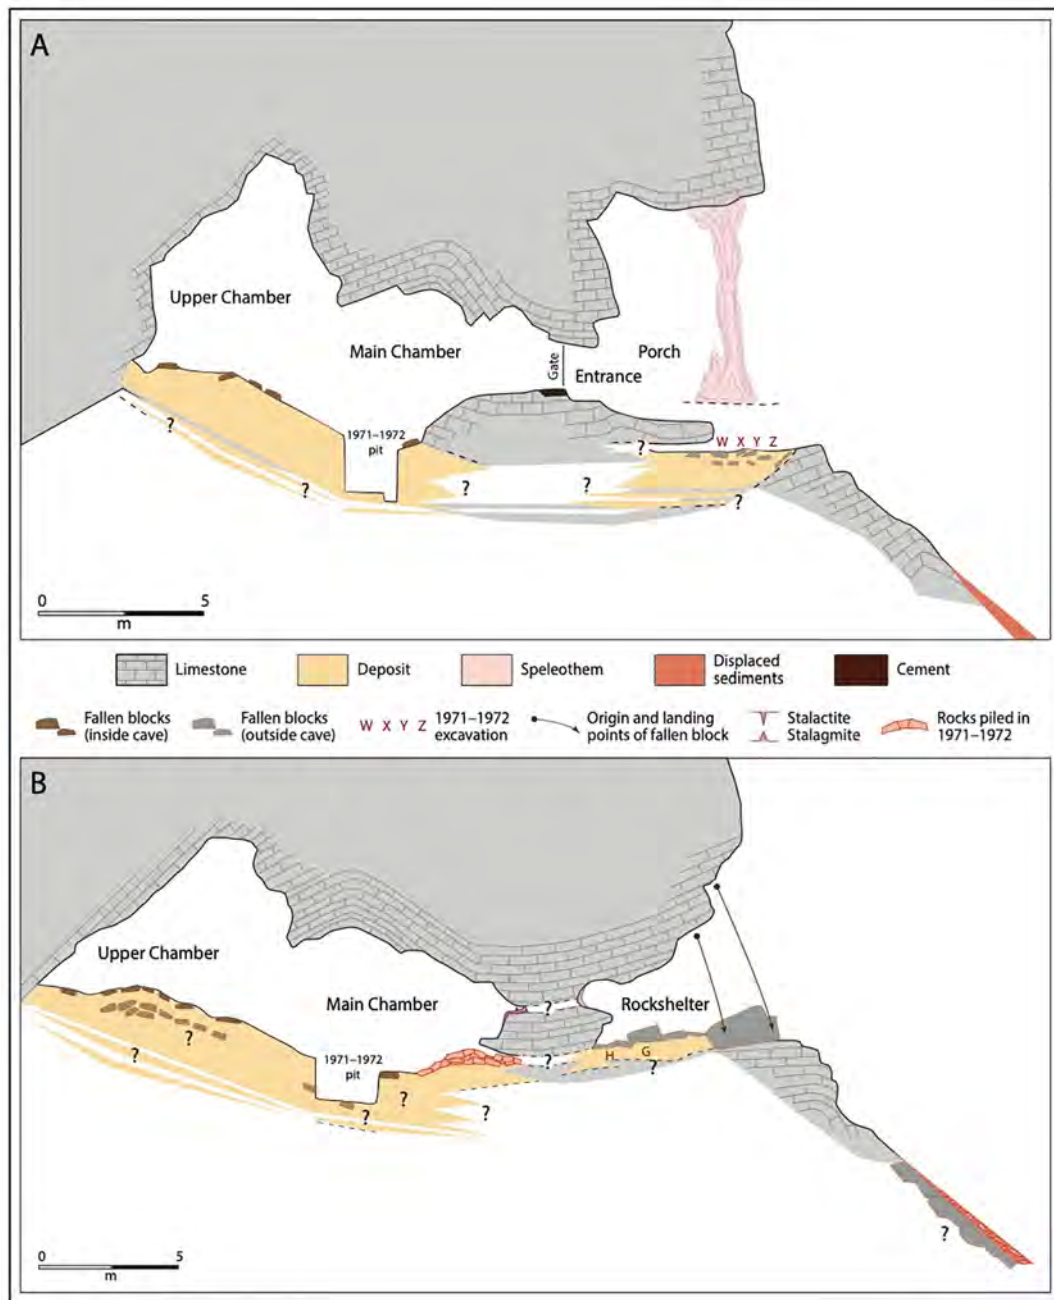 A
Upper Chamber
Main Chamber
Gate
Porch
Entrance
1971–1972
pit
W X Y Z
?
?
?
?
?
?
0 5
m
Limestone
Deposit
Speleothem
Displaced
sediments
Cement
Fallen blocks
(inside cave)
Fallen blocks
(outside cave)
W X Y Z
1971–1972
excavation
Origin and landing
points of fallen block
Stalactite
Stalagmite
Rocks piled in
1971–1972
B
Upper Chamber
Main Chamber
Rockshelter
?
1971–1972
pit
H G
?
?
?
?
?
?
?
?
0 5
m